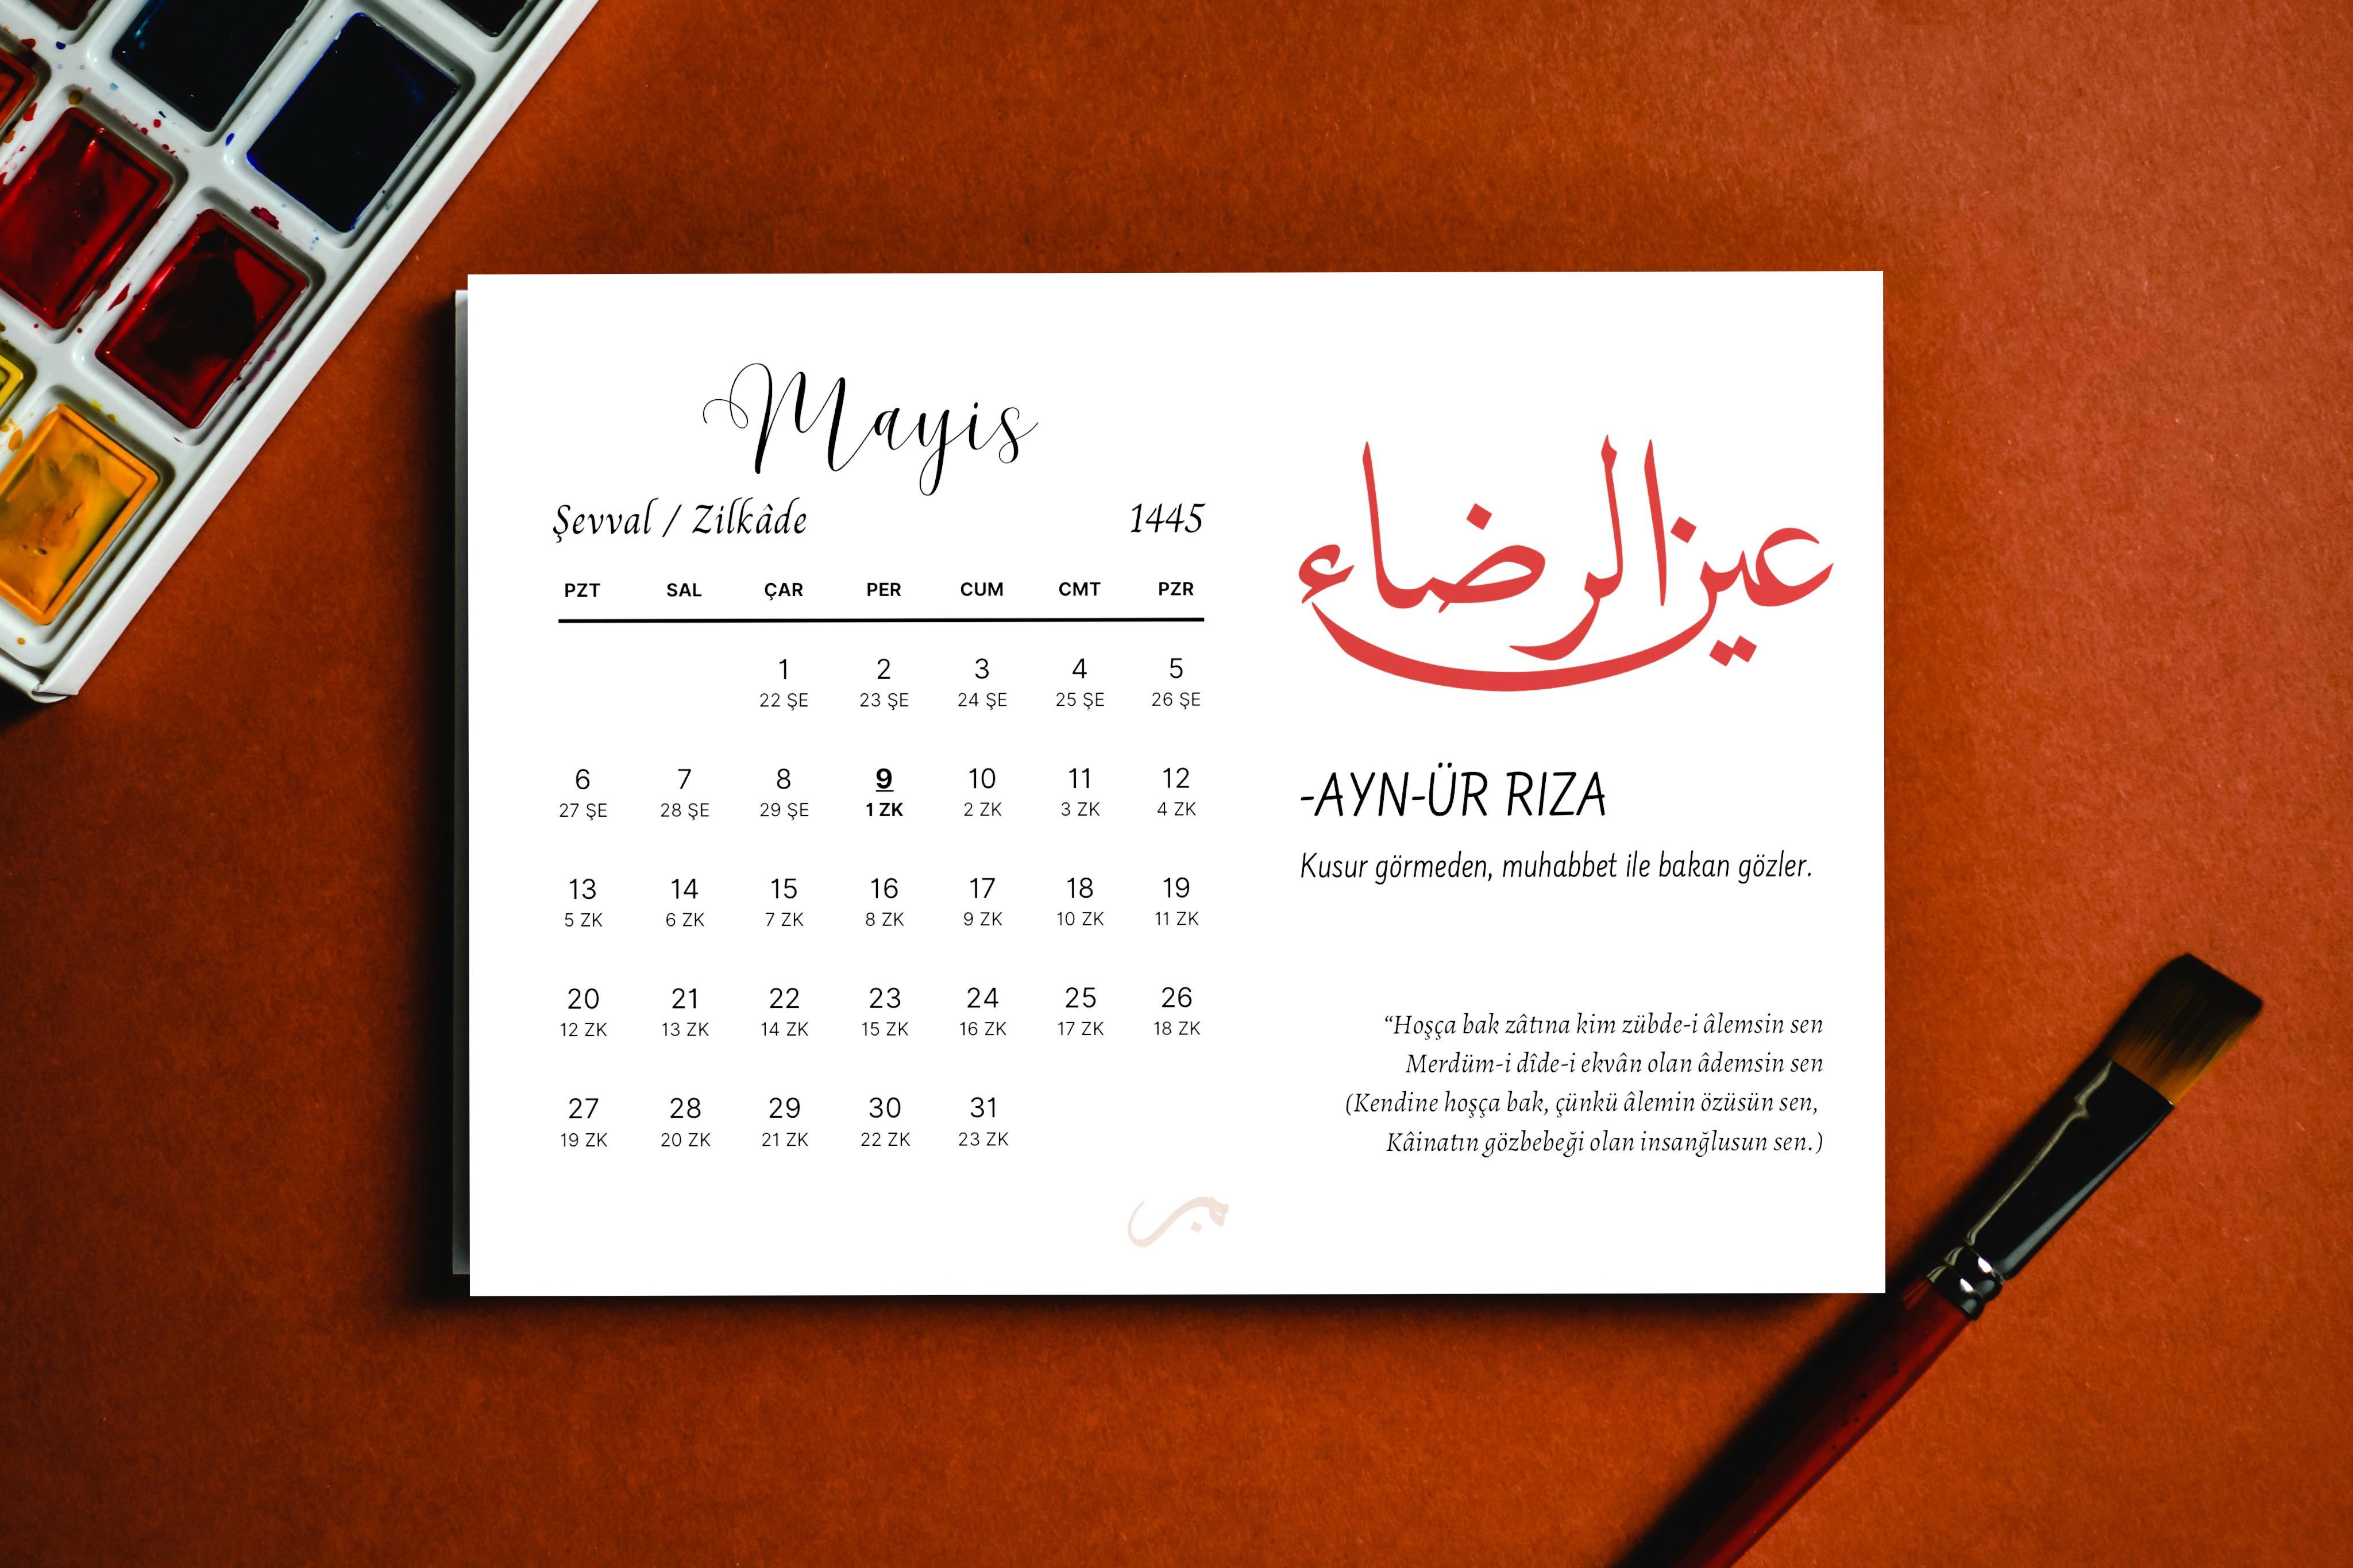 Mayis
Şevval / Zilkâde 1445
PZT SAL ÇAR PER CUM CMT PZR
1 2 3 4 5
22 ŞE 23 ŞE 24 ŞE 25 ŞE 26 ŞE
6 7 8 9 10 11 12
27 ŞE 28 ŞE 29 ŞE 1 ZK 2 ZK 3 ZK 4 ZK
13 14 15 16 17 18 19
5 ZK 6 ZK 7 ZK 8 ZK 9 ZK 10 ZK 11 ZK
20 21 22 23 24 25 26
12 ZK 13 ZK 14 ZK 15 ZK 16 ZK 17 ZK 18 ZK
27 28 29 30 31
19 ZK 20 ZK 21 ZK 22 ZK 23 ZK
عين الرضاء
-AYN-ÜR RIZA
Kusur görmeden, muhabbet ile bakan gözler.
“Hoşça bak zâtına kim zübde-i âlemsin sen
Merdüm-i dîde-i ekvân olan âdemsin sen
(Kendine hoşça bak, çünkü âlemin özüsün sen,
Kâinatın gözbebeği olan insanğlusun sen.)